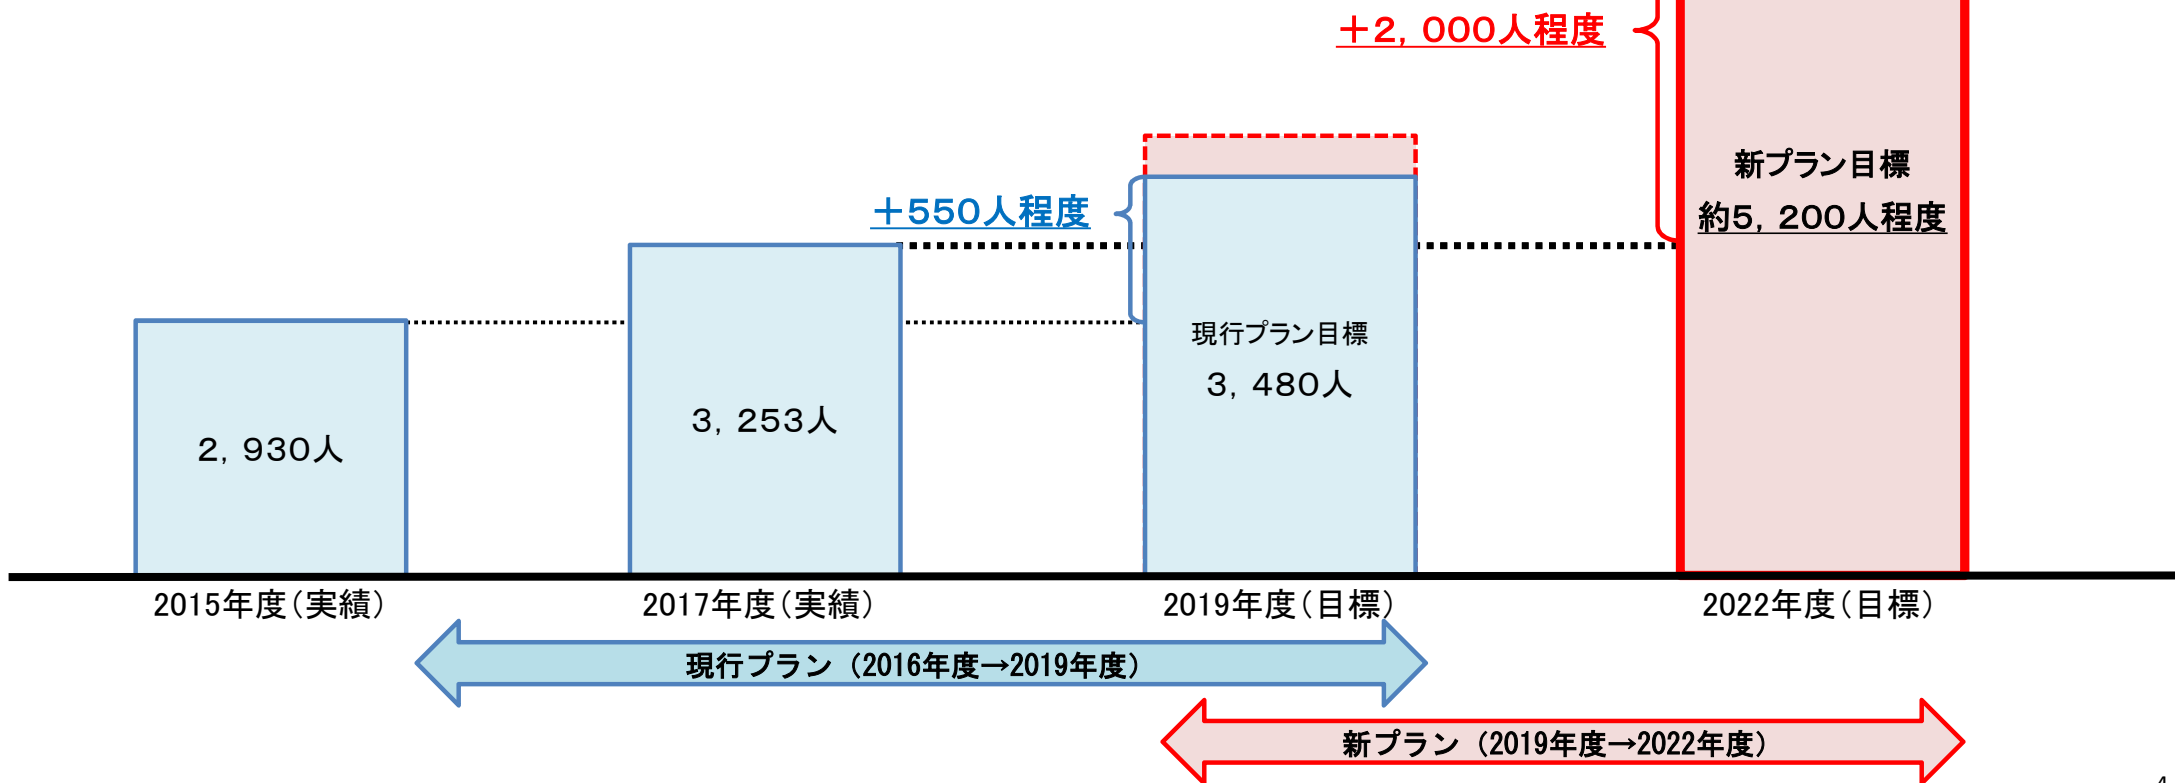 ＋２，０００人程度
新プラン目標
約５，２００人程度
＋５５０人程度
現行プラン目標
３，４８０人
３，２５３人
２，９３０人
2015年度（実績）
2017年度（実績）
2019年度（目標）
2022年度（目標）
現行プラン（2016年度→2019年度）
新プラン（2019年度→2022年度）